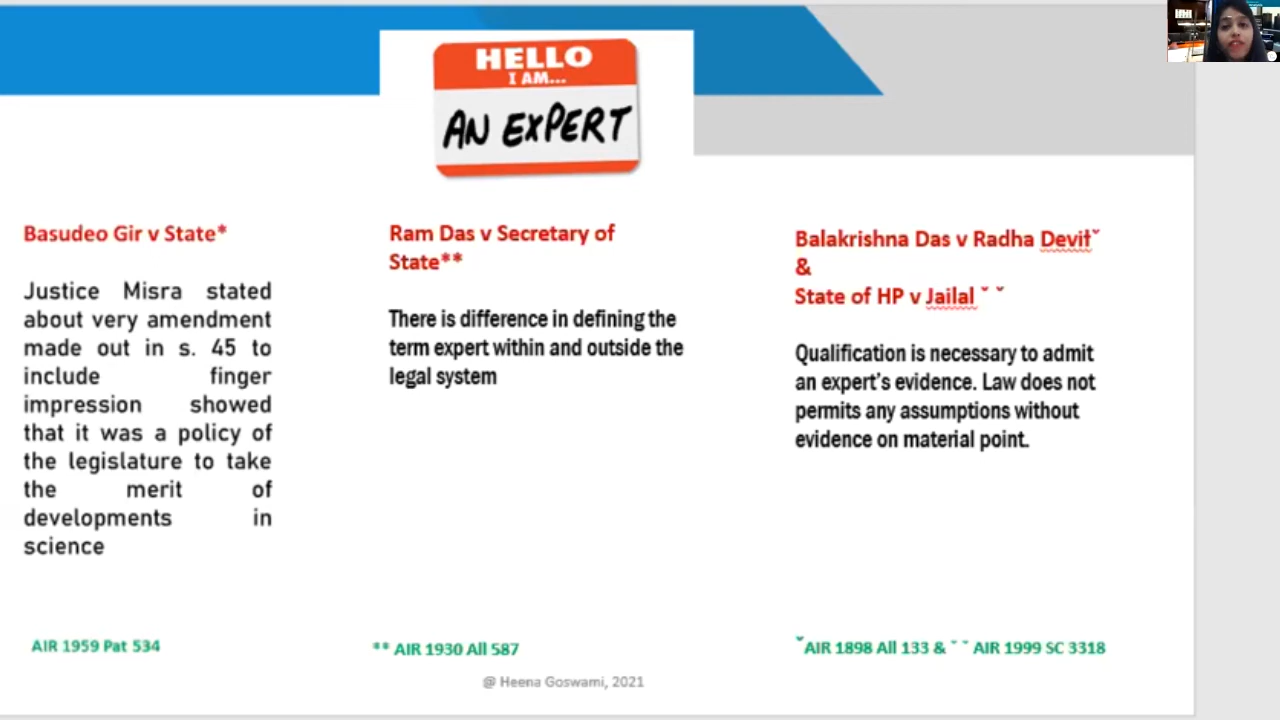 HELLO
I AM...
AN EXPERT
Basudeo Gir v State*
Justice Misra stated
about very amendment
made out in s. 45 to
include finger
impression showed
that it was a policy of
the legislature to take
the merit of
developments in
science
AIR 1959 Pat 534
Ram Das v Secretary of
State**
There is difference in defining the
term expert within and outside the
legal system
** AIR 1930 All 587
Balakrishna Das v Radha Devitˇ
&
State of HP v Jailal ˇ ˇ
Qualification is necessary to admit
an expert's evidence. Law does not
permits any assumptions without
evidence on material point.
ˇAIR 1898 All 133 & ˇ ˇ AIR 1999 SC 3318
@ Heena Goswami, 2021